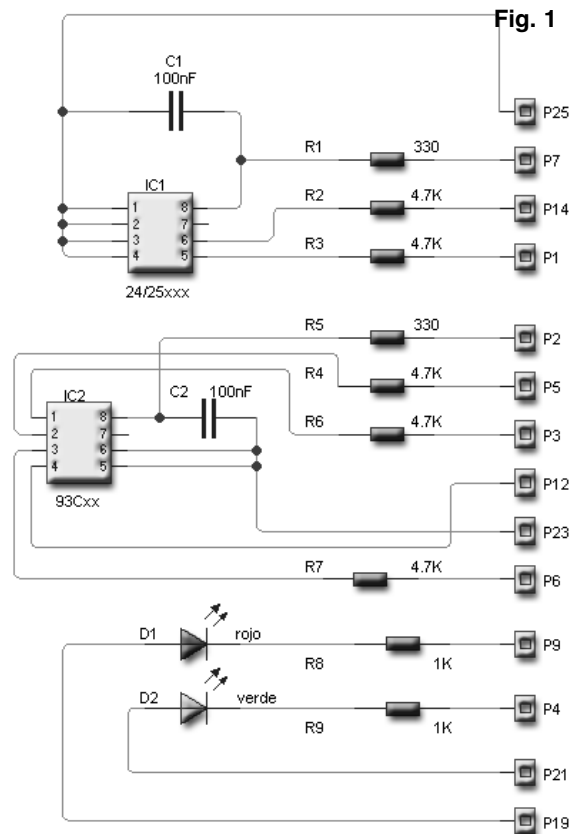 Fig. 1
C1
100nF
P25
R1 330 P7
IC1
R2 4.7K P14
1 8
2 7
3 6
4 5
R3 4.7K P1
24/25xxx
R5 330 P2
R4 4.7K P5
IC2
C2 100nF
R6 4.7K P3
1 8
2 7
3 6
4 5
P12
93Cxx
P23
R7 4.7K P6
D1 rojo
R8 1K P9
D2 verde
R9 1K P4
P21
P19